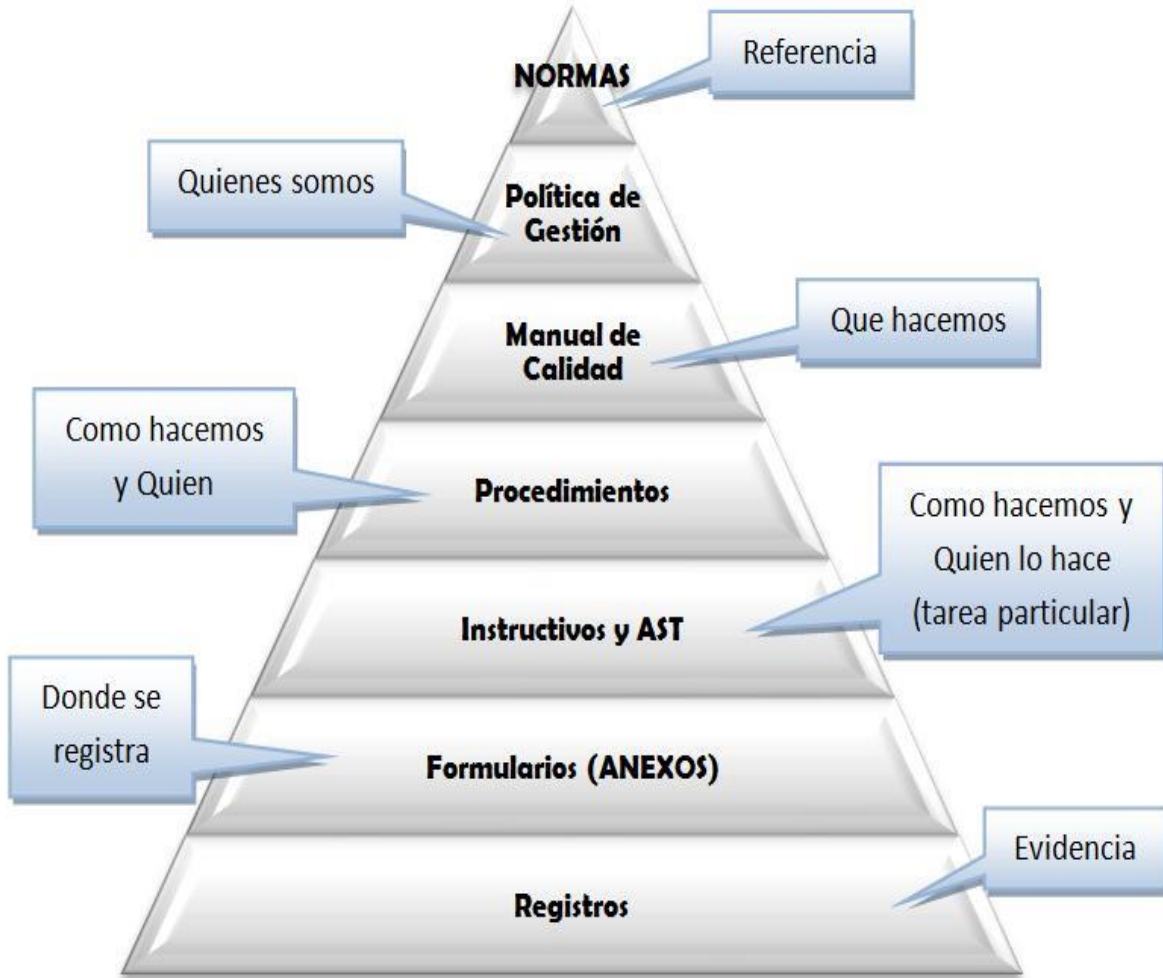 NORMAS
Referencia
Quienes somos
Política de
Gestión
Manual de
Calidad
Que hacemos
Como hacemos
y Quien
Procedimientos
Como hacemos y
Quien lo hace
(tarea particular)
Instructivos y AST
Donde se
registra
Formularios (ANEXOS)
Evidencia
Registros